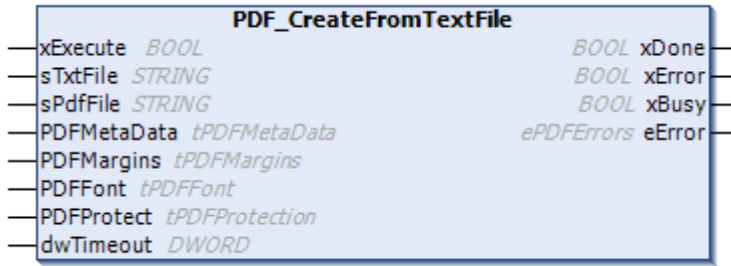 PDF_CreateFromTextFile
xExecute BOOL BOOL xDone
sTxtFile STRING BOOL xError
sPdfFile STRING BOOL xBusy
PDFMetaData tPDFMetaData ePDFErrors eError
PDFMargins tPDFMargins
PDFFont tPDFFont
PDFProtect tPDFProtection
dwTimeout DWORD